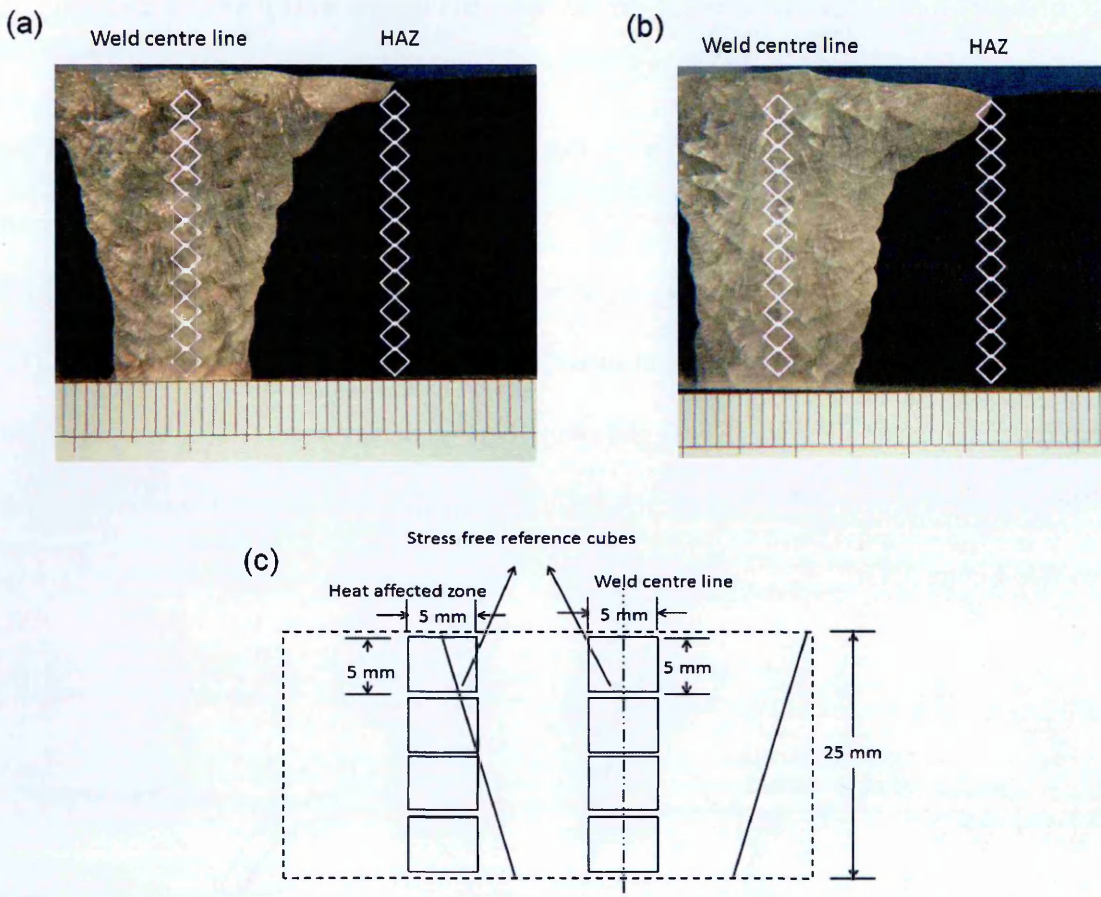 (a)
Weld centre line
HAZ
(b)
Weld centre line
HAZ
(c)
Stress free reference cubes
Heat affected zone
Weld centre line
5 mm
5 mm
5 mm
5 mm
25 mm